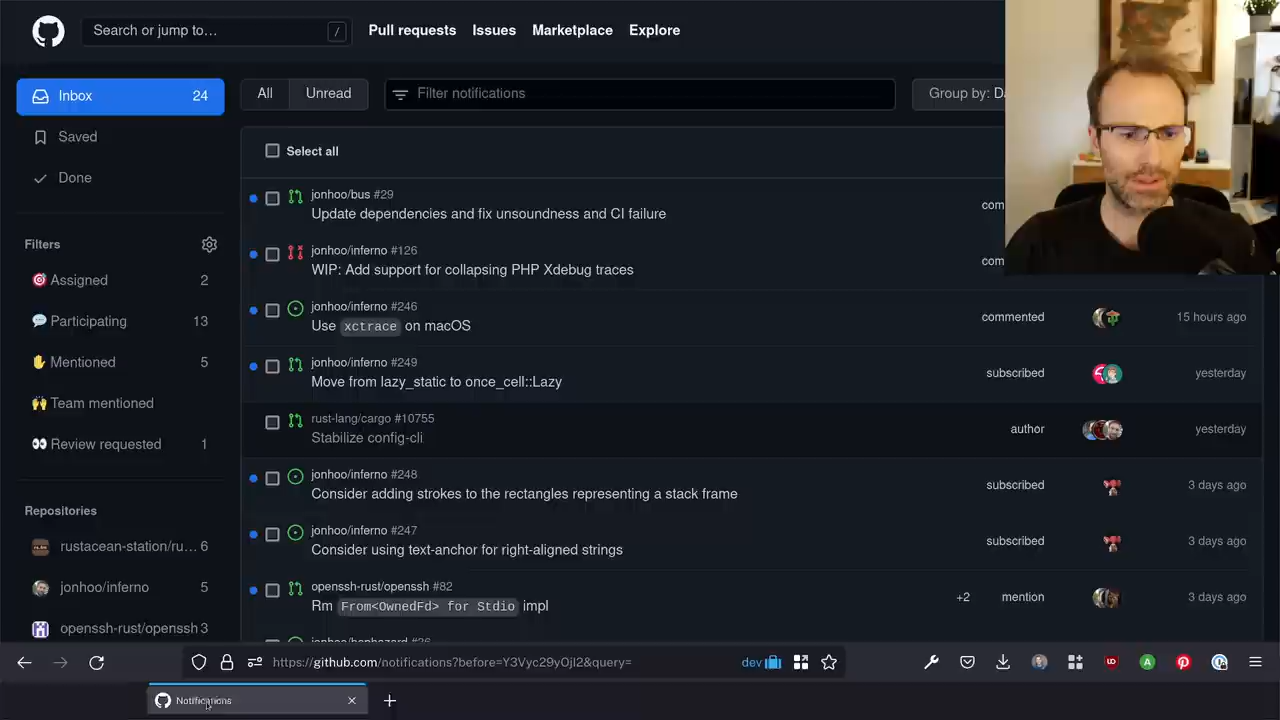 Search or jump to…
/
Pull requests
Issues
Marketplace
Explore
Inbox
24
Saved
Done
Filters
Assigned
2
Participating
13
Mentioned
5
Team mentioned
Review requested
1
Repositories
rustacean-station/ru…
6
jonhoo/inferno
5
openssh-rust/openssh
3
All
Unread
Filter notifications
Group by:
Select all
jonhoo/bus #29
Update dependencies and fix unsoundness and CI failure
jonhoo/inferno #126
WIP: Add support for collapsing PHP Xdebug traces
jonhoo/inferno #246
Use xctrace on macOS
commented
15 hours ago
jonhoo/inferno #249
Move from lazy_static to once_cell::Lazy
subscribed
yesterday
rust-lang/cargo #10755
Stabilize config-cli
author
yesterday
jonhoo/inferno #248
Consider adding strokes to the rectangles representing a stack frame
subscribed
3 days ago
jonhoo/inferno #247
Consider using text-anchor for right-aligned strings
subscribed
3 days ago
openssh-rust/openssh #82
Rm From<OwnedFd> for Stdio impl
+2
mention
3 days ago
https://github.com/notifications?before=Y3Vyc29yOjI2&query=
dev
Notifications